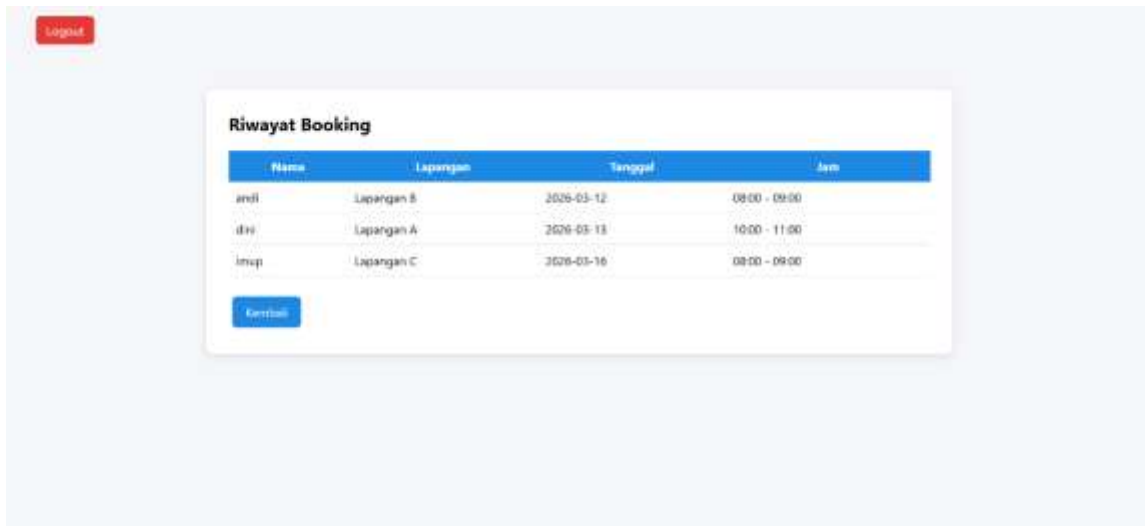 Logout
Riwayat Booking
Nama Lapangan Tanggal Jam
andi Lapangan B 2026-03-12 08:00 - 09:00
dini Lapangan A 2026-03-13 10:00 - 11:00
imup Lapangan C 2026-03-16 08:00 - 09:00
Kembali